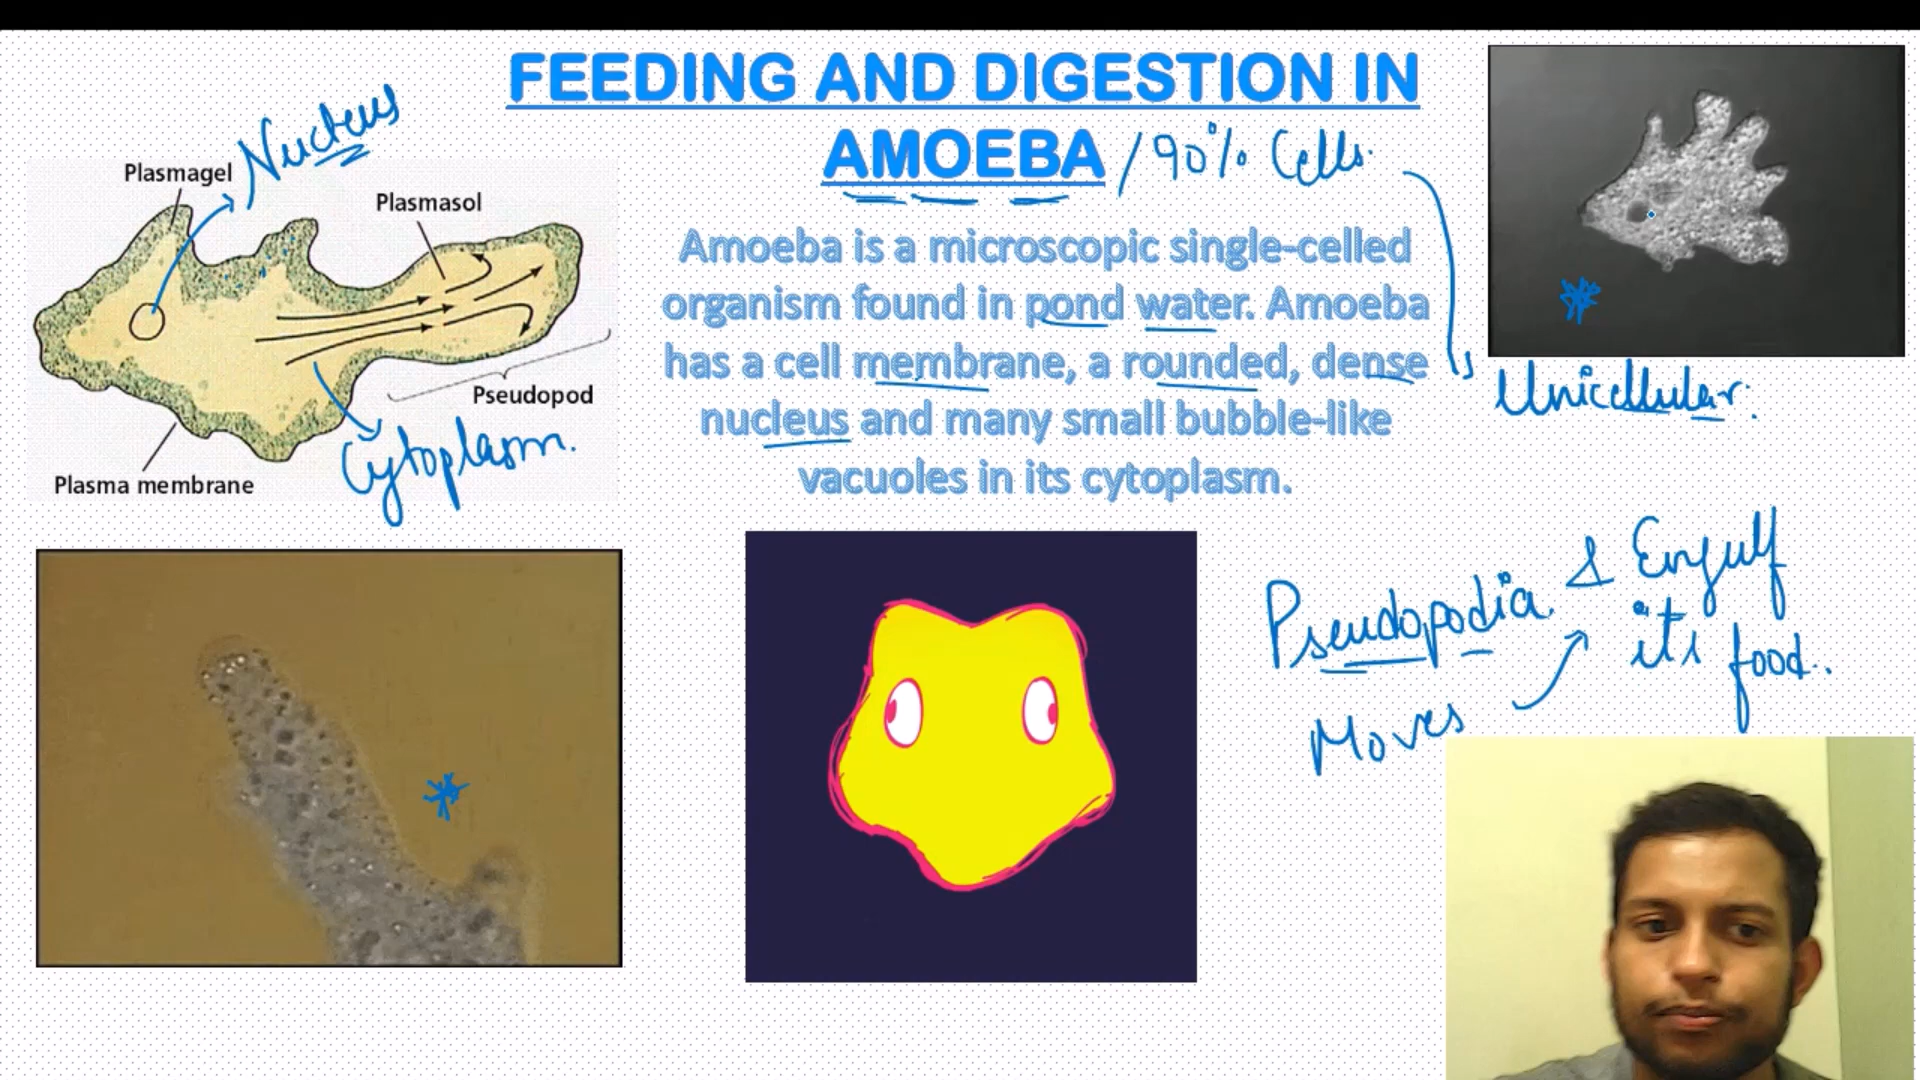 FEEDING AND DIGESTION IN
AMOEBA / 90% Cells.
Nucleus
Plasmagel
Plasmasol
Pseudopod
Cytoplasm.
Plasma membrane
Amoeba is a microscopic single-celled
organism found in pond water. Amoeba
has a cell membrane, a rounded, dense
nucleus and many small bubble-like
vacuoles in its cytoplasm.
Unicellular.
Pseudopodia. & Engulf
its food..
Moves